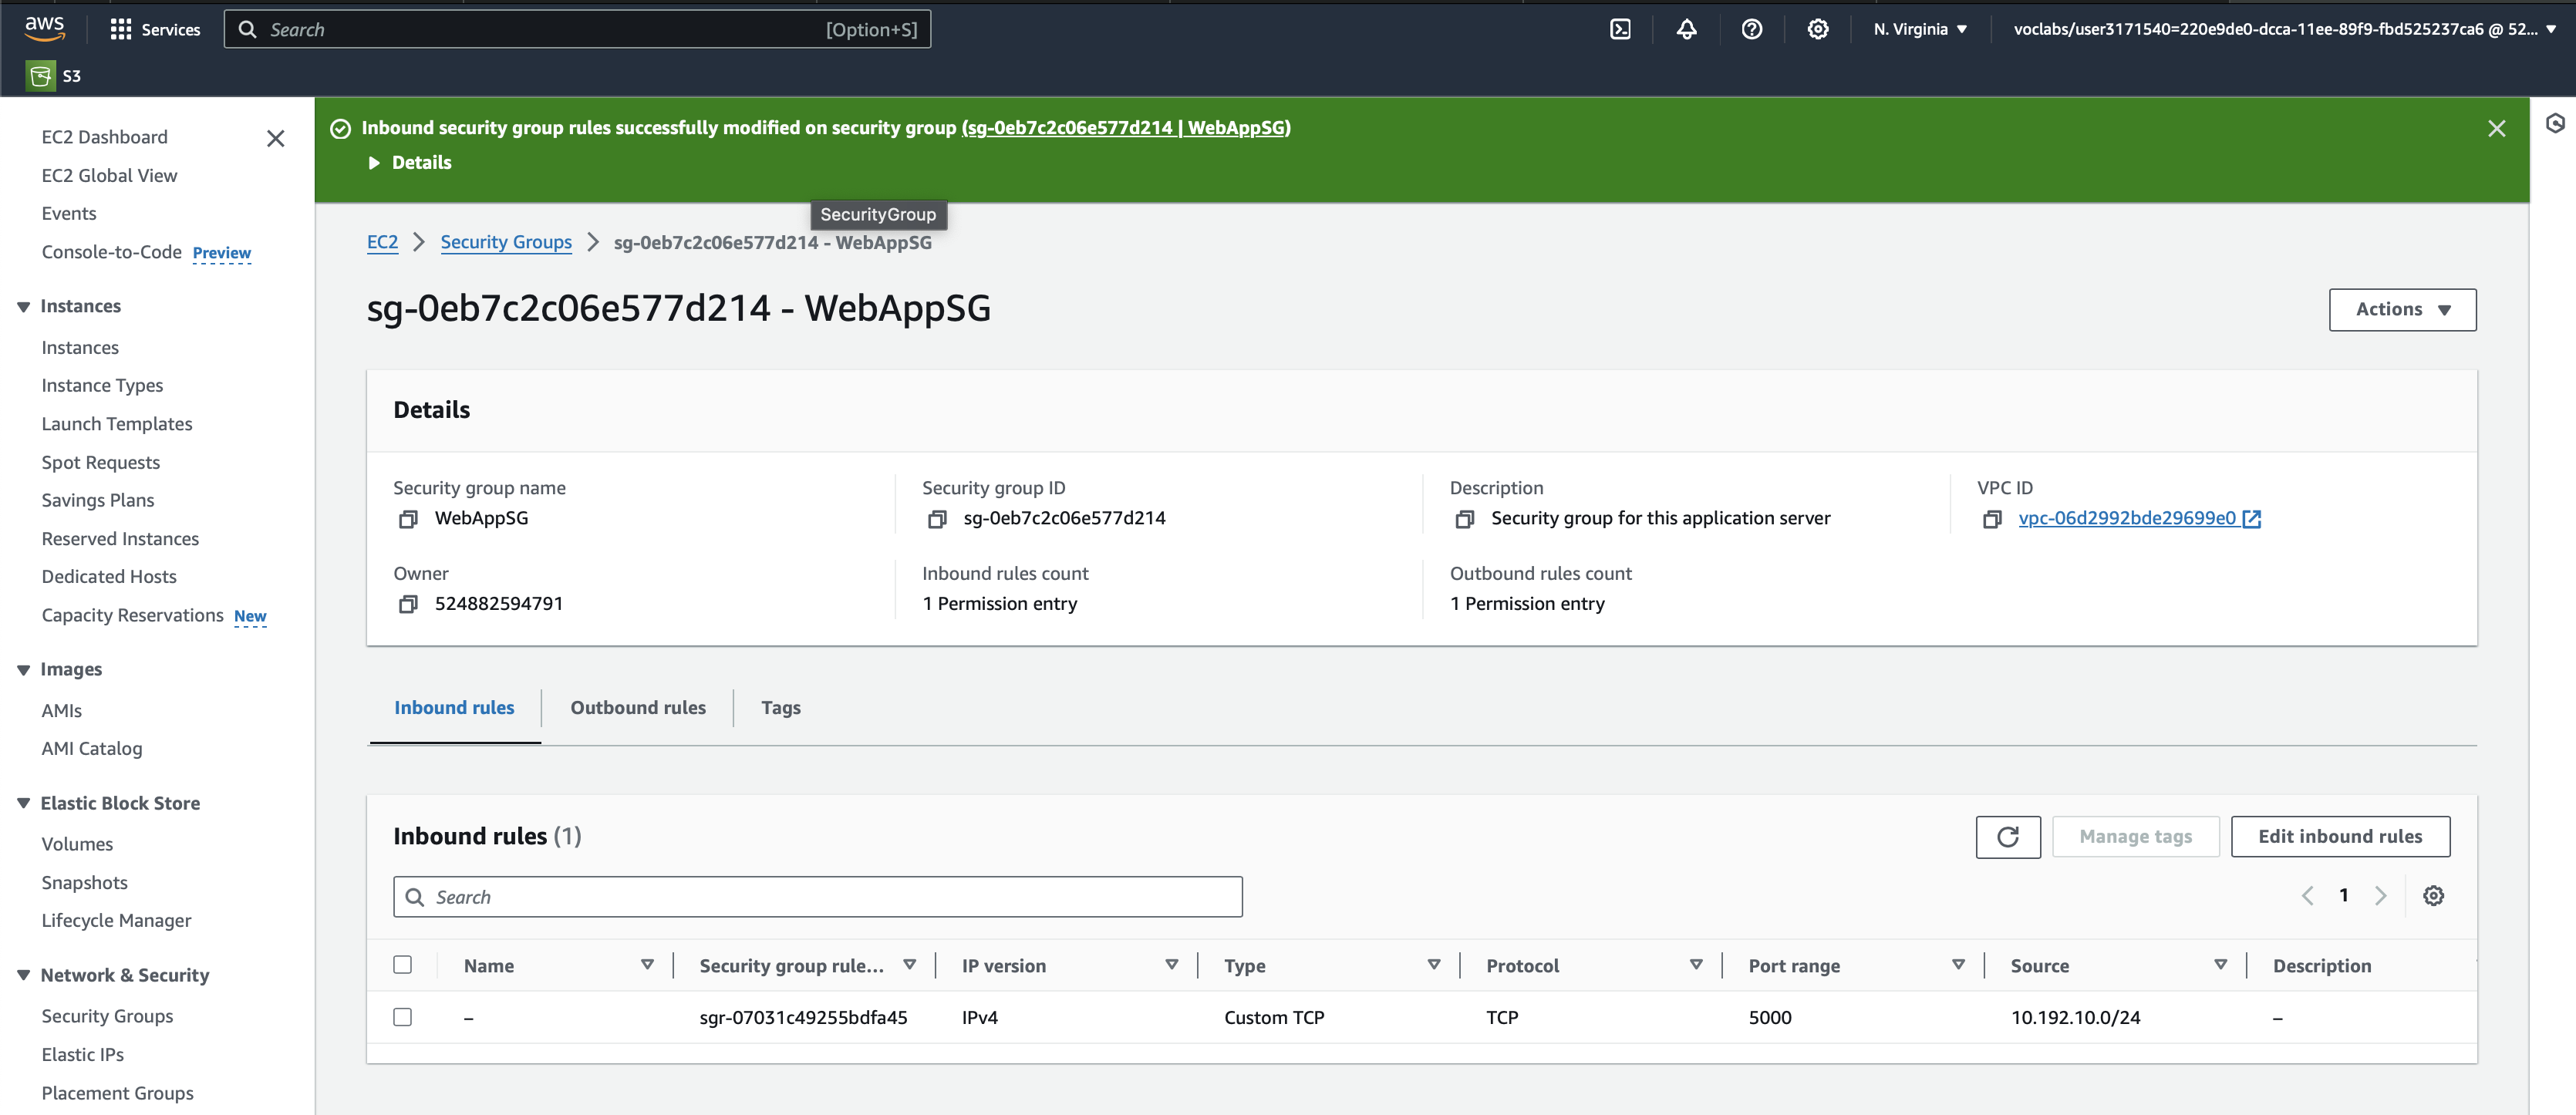 aws
Services
Search
[Option+S]
N. Virginia
voclabs/user3171540=220e9de0-dcca-11ee-89f9-fbd525237ca6 @ 52...
S3
EC2 Dashboard
EC2 Global View
Events
Console-to-Code Preview
Instances
Instances
Instance Types
Launch Templates
Spot Requests
Savings Plans
Reserved Instances
Dedicated Hosts
Capacity Reservations New
Images
AMIs
AMI Catalog
Elastic Block Store
Volumes
Snapshots
Lifecycle Manager
Network & Security
Security Groups
Elastic IPs
Placement Groups
Inbound security group rules successfully modified on security group (sg-0eb7c2c06e577d214 | WebAppSG)
Details
SecurityGroup
EC2 > Security Groups > sg-0eb7c2c06e577d214 - WebAppSG
sg-0eb7c2c06e577d214 - WebAppSG
Actions
Details
Security group name
WebAppSG
Security group ID
sg-0eb7c2c06e577d214
Description
Security group for this application server
VPC ID
vpc-06d2992bde29699e0
Owner
524882594791
Inbound rules count
1 Permission entry
Outbound rules count
1 Permission entry
Inbound rules
Outbound rules
Tags
Inbound rules (1)
Manage tags
Edit inbound rules
Search
1
Name Security group rule... IP version Type Protocol Port range Source Description
– sgr-07031c49255bdfa45 IPv4 Custom TCP TCP 5000 10.192.10.0/24 –